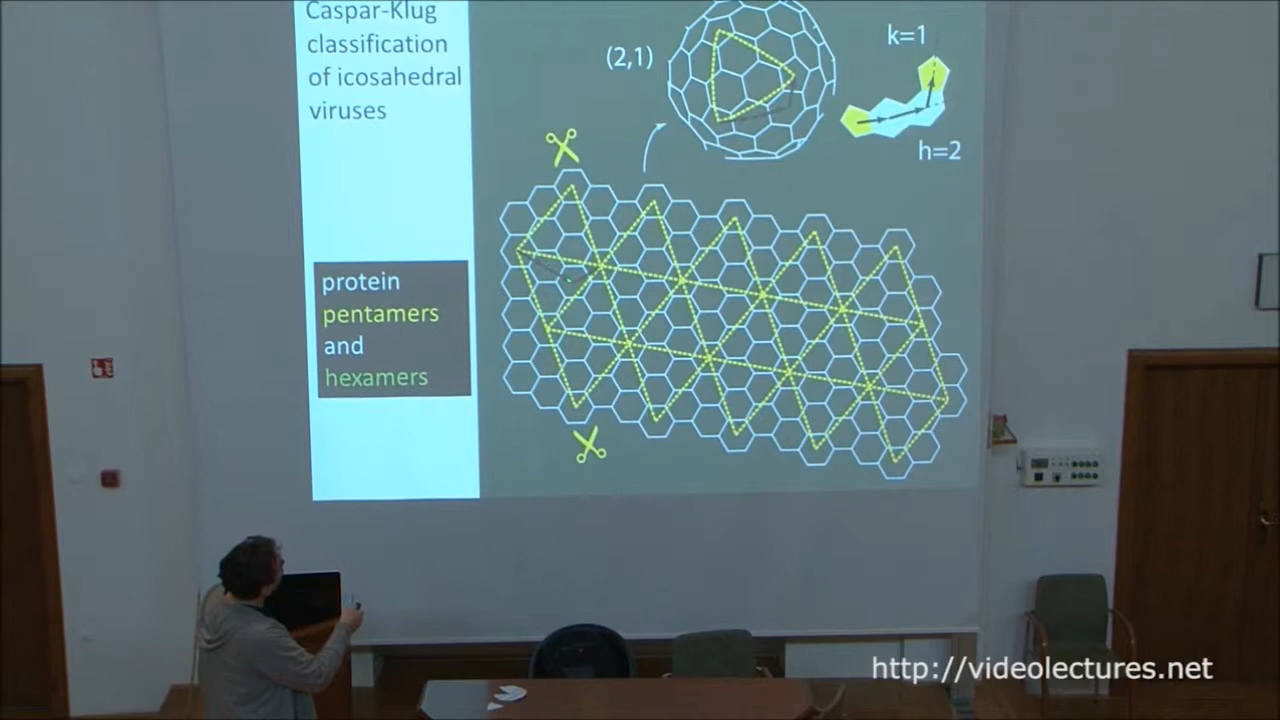 Caspar-Klug
classification
of icosahedral
viruses
(2,1)
k=1
h=2
protein
pentamers
and
hexamers
http://videolectures.net